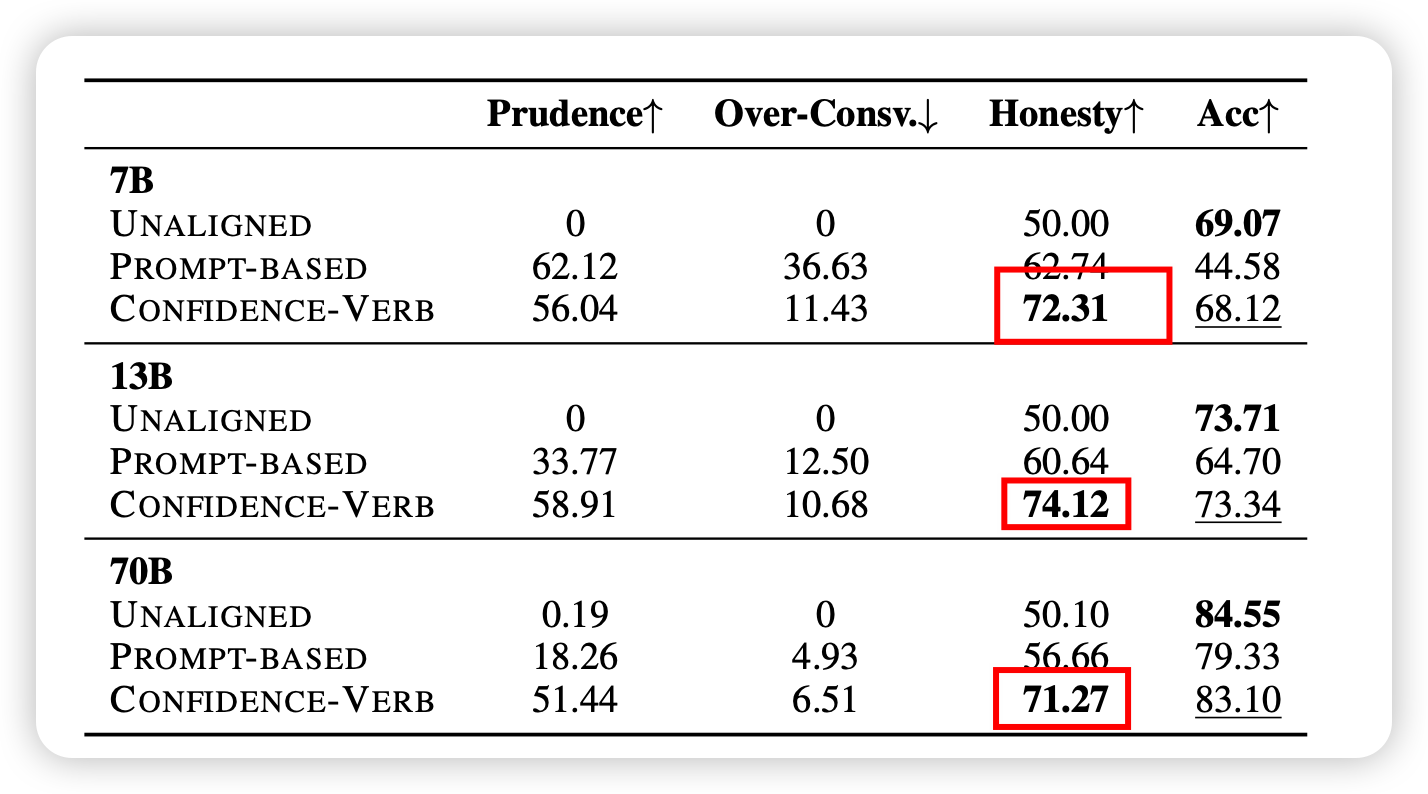 Prudence↑ Over-Consv.↓ Honesty↑ Acc↑
7B
UNALIGNED 0 0 50.00 69.07
PROMPT-BASED 62.12 36.63 62.74 44.58
CONFIDENCE-VERB 56.04 11.43 72.31 68.12
13B
UNALIGNED 0 0 50.00 73.71
PROMPT-BASED 33.77 12.50 60.64 64.70
CONFIDENCE-VERB 58.91 10.68 74.12 73.34
70B
UNALIGNED 0.19 0 50.10 84.55
PROMPT-BASED 18.26 4.93 56.66 79.33
CONFIDENCE-VERB 51.44 6.51 71.27 83.10